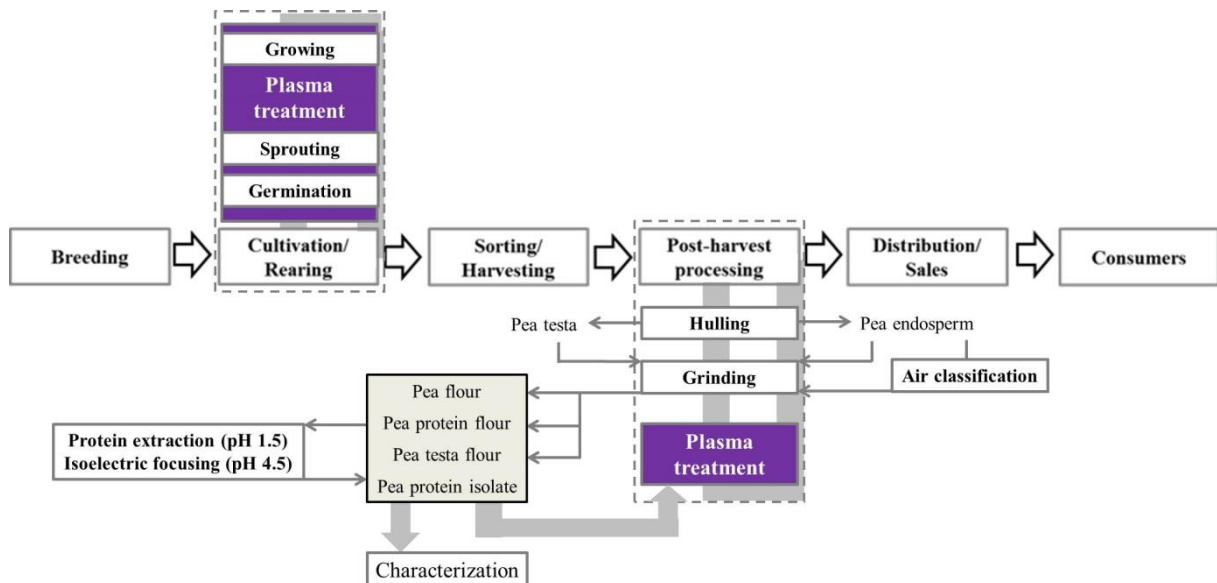 Growing
Plasma
treatment
Sprouting
Germination
Breeding
Cultivation/
Rearing
Sorting/
Harvesting
Post-harvest
processing
Distribution/
Sales
Consumers
Pea testa
Hulling
Pea endosperm
Grinding
Air classification
Pea flour
Pea protein flour
Pea testa flour
Pea protein isolate
Protein extraction (pH 1.5)
Isoelectric focusing (pH 4.5)
Plasma
treatment
Characterization